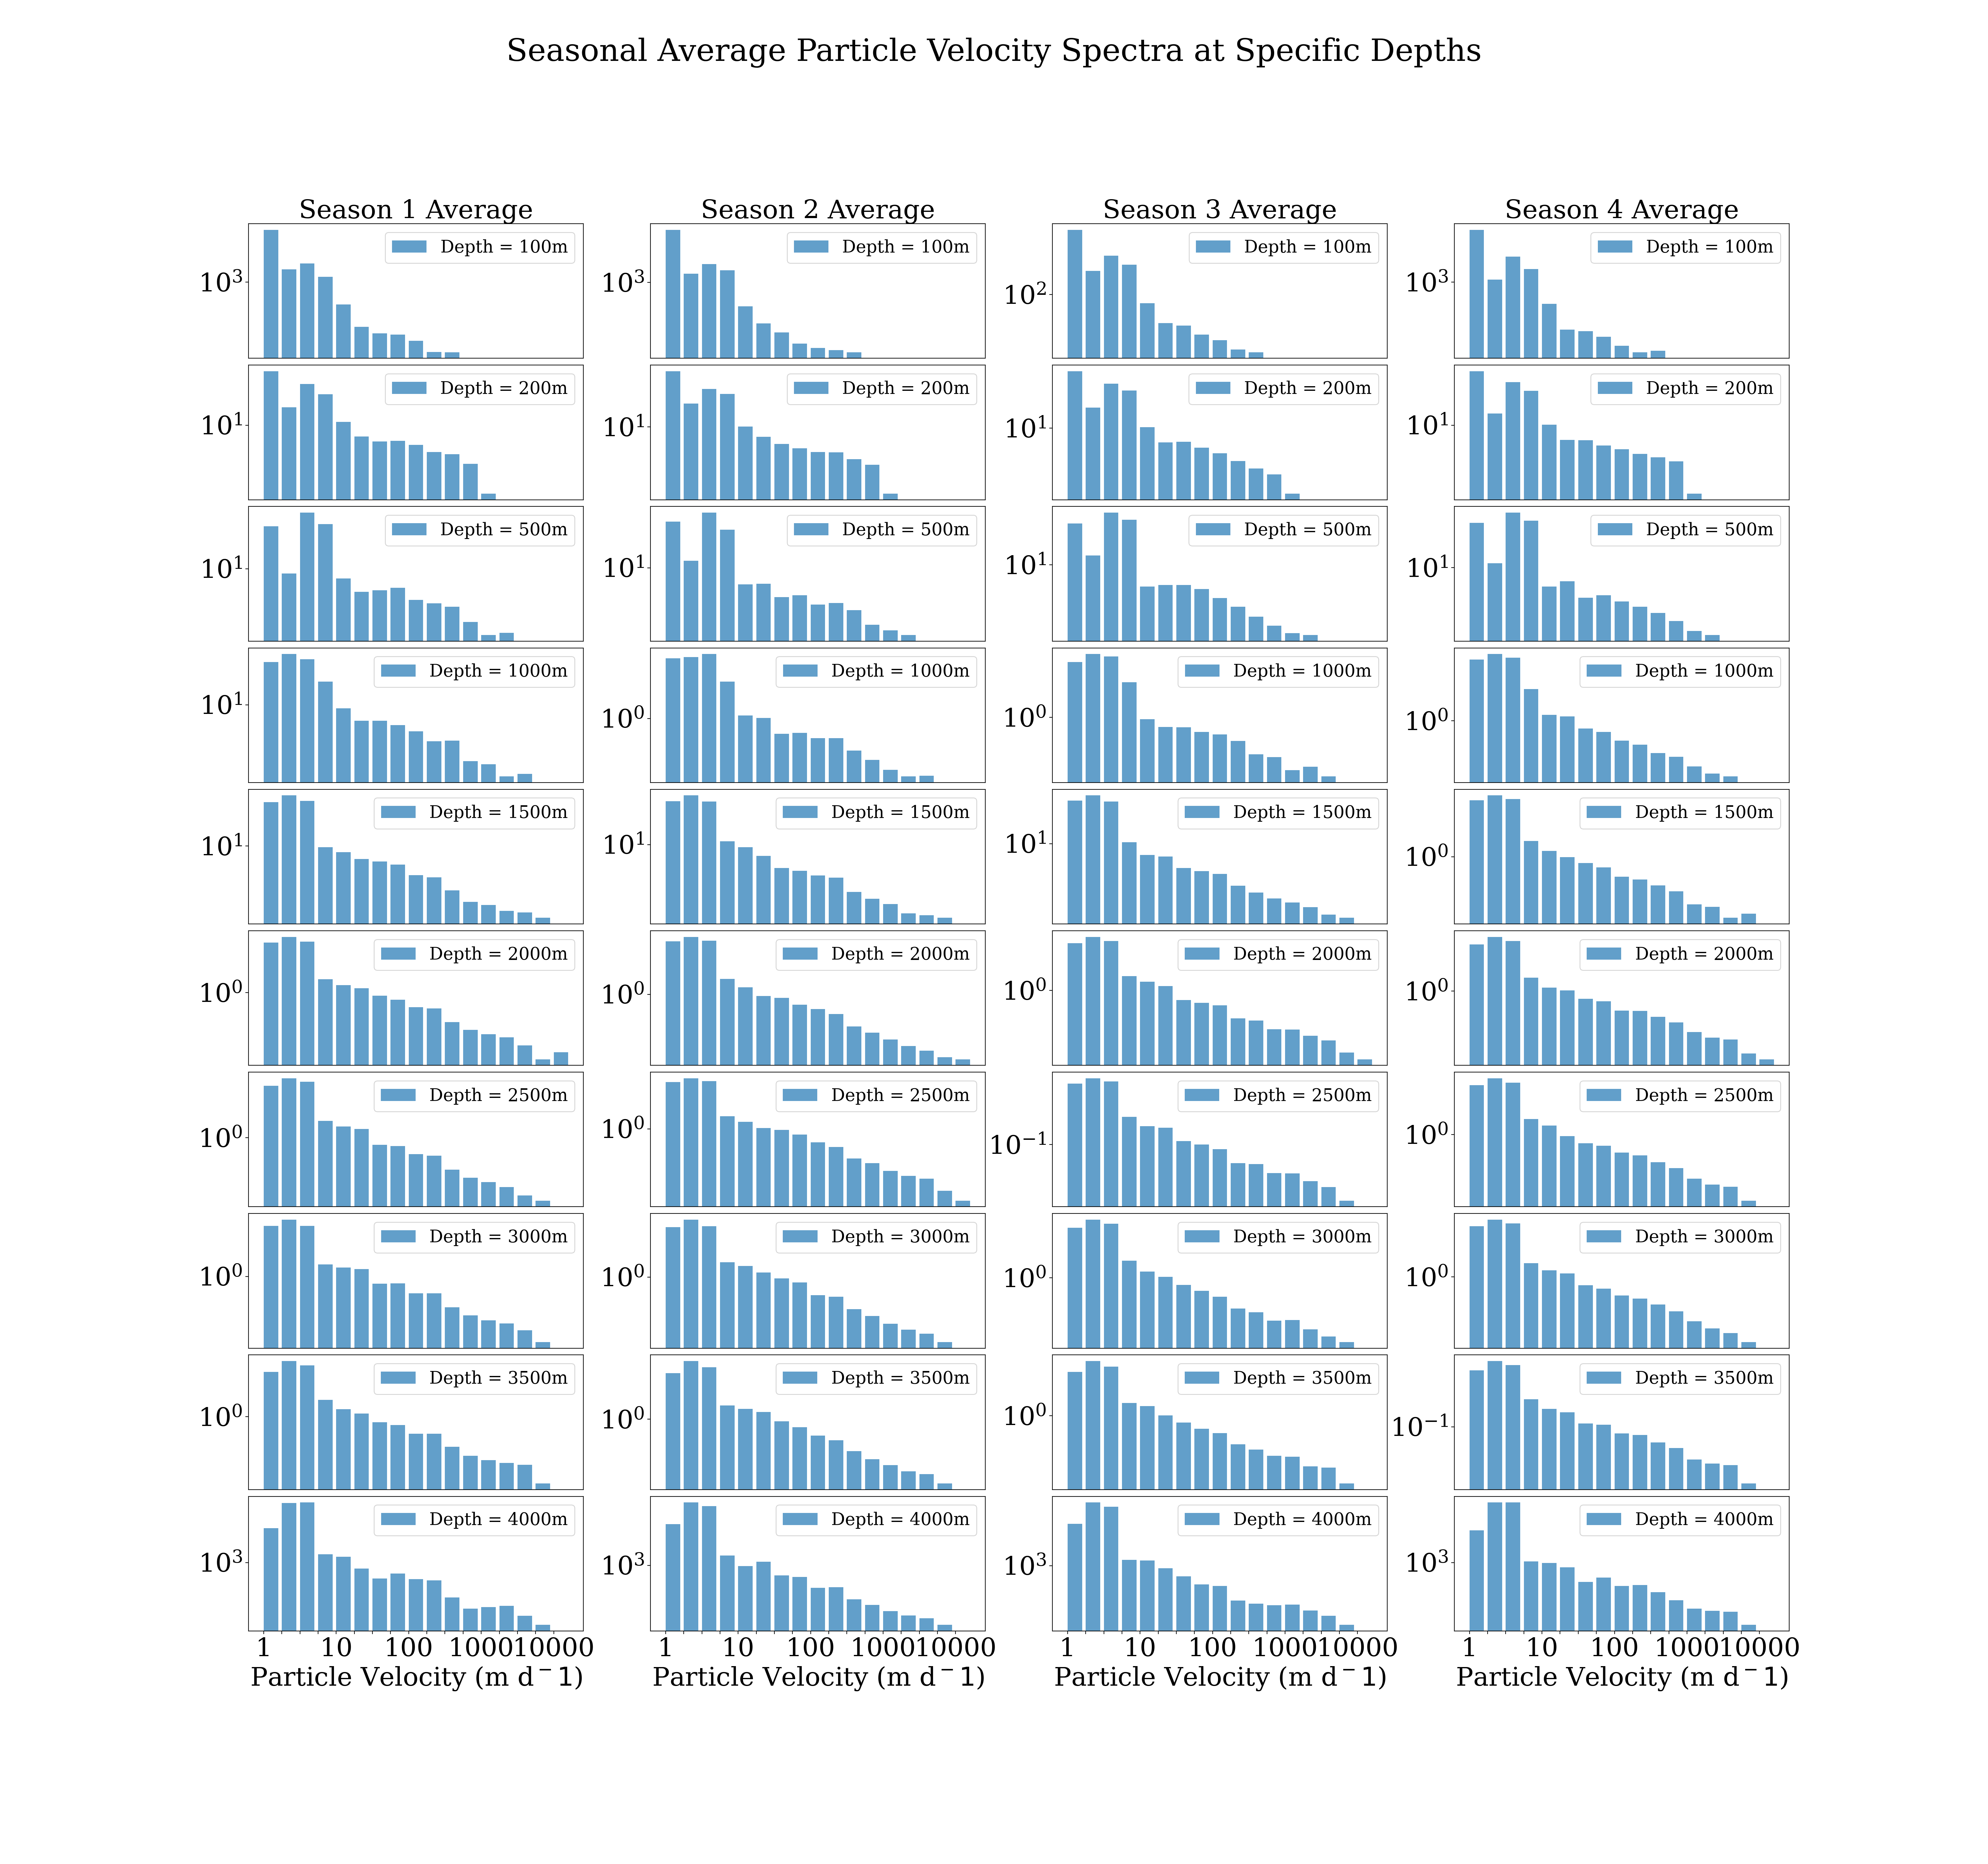 Seasonal Average Particle Velocity Spectra at Specific Depths
Season 1 Average Season 2 Average Season 3 Average Season 4 Average
10³ Depth = 100m 10³ Depth = 100m 10² Depth = 100m 10³ Depth = 100m
10¹ Depth = 200m 10¹ Depth = 200m 10¹ Depth = 200m 10¹ Depth = 200m
10¹ Depth = 500m 10¹ Depth = 500m 10¹ Depth = 500m 10¹ Depth = 500m
10¹ Depth = 1000m 10⁰ Depth = 1000m 10⁰ Depth = 1000m 10⁰ Depth = 1000m
10¹ Depth = 1500m 10¹ Depth = 1500m 10¹ Depth = 1500m 10⁰ Depth = 1500m
10⁰ Depth = 2000m 10⁰ Depth = 2000m 10⁰ Depth = 2000m 10⁰ Depth = 2000m
10⁰ Depth = 2500m 10⁰ Depth = 2500m 10⁻¹ Depth = 2500m 10⁰ Depth = 2500m
10⁰ Depth = 3000m 10⁰ Depth = 3000m 10⁰ Depth = 3000m 10⁰ Depth = 3000m
10⁰ Depth = 3500m 10⁰ Depth = 3500m 10⁰ Depth = 3500m 10⁻¹ Depth = 3500m
10³ Depth = 4000m 10³ Depth = 4000m 10³ Depth = 4000m 10³ Depth = 4000m
1 10 100 1000 10000 1 10 100 1000 10000 1 10 100 1000 10000 1 10 100 1000 10000
Particle Velocity (m d⁻1) Particle Velocity (m d⁻1) Particle Velocity (m d⁻1) Particle Velocity (m d⁻1)